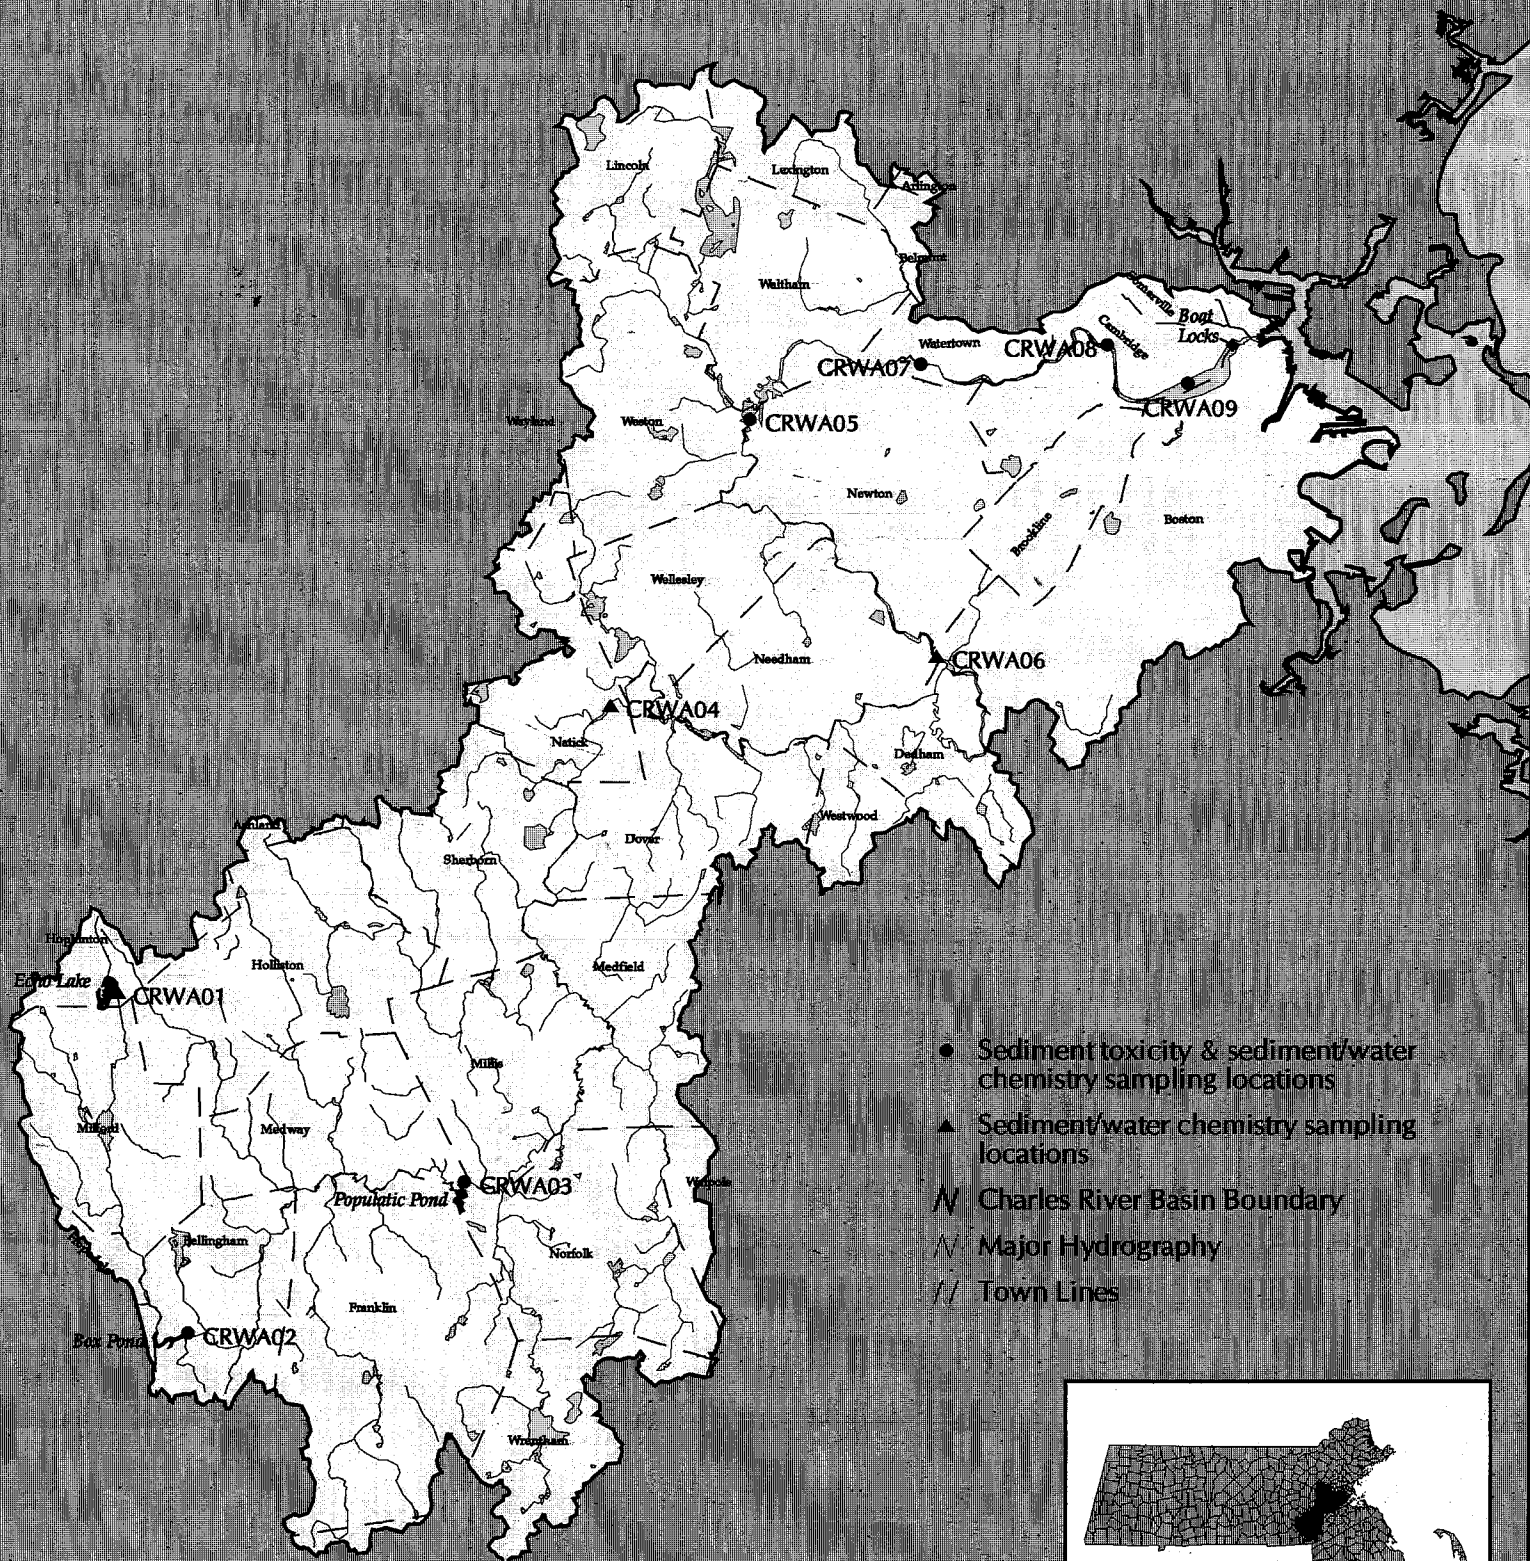 Lincoln
Lexington
Arlington
Belmont
Waltham
Somerville
Boat
Locks
Cambridge
Watertown
CRWA08
CRWA07
CRWA09
Wayland
Weston
CRWA05
Newton
Brookline
Boston
Wellesley
Needham
CRWA06
CRWA04
Natick
Dedham
Westwood
Ashland
Dover
Sherborn
Hopkinton
Holliston
Medfield
Echo Lake
CRWA01
Millis
Milford
Medway
Walpole
CRWA03
Populatic Pond
Hopedale
Bellingham
Norfolk
Franklin
Box Pond
CRWA02
Wrentham
Sediment toxicity & sediment/water
chemistry sampling locations
Sediment/water chemistry sampling
locations
Charles River Basin Boundary
Major Hydrography
Town Lines